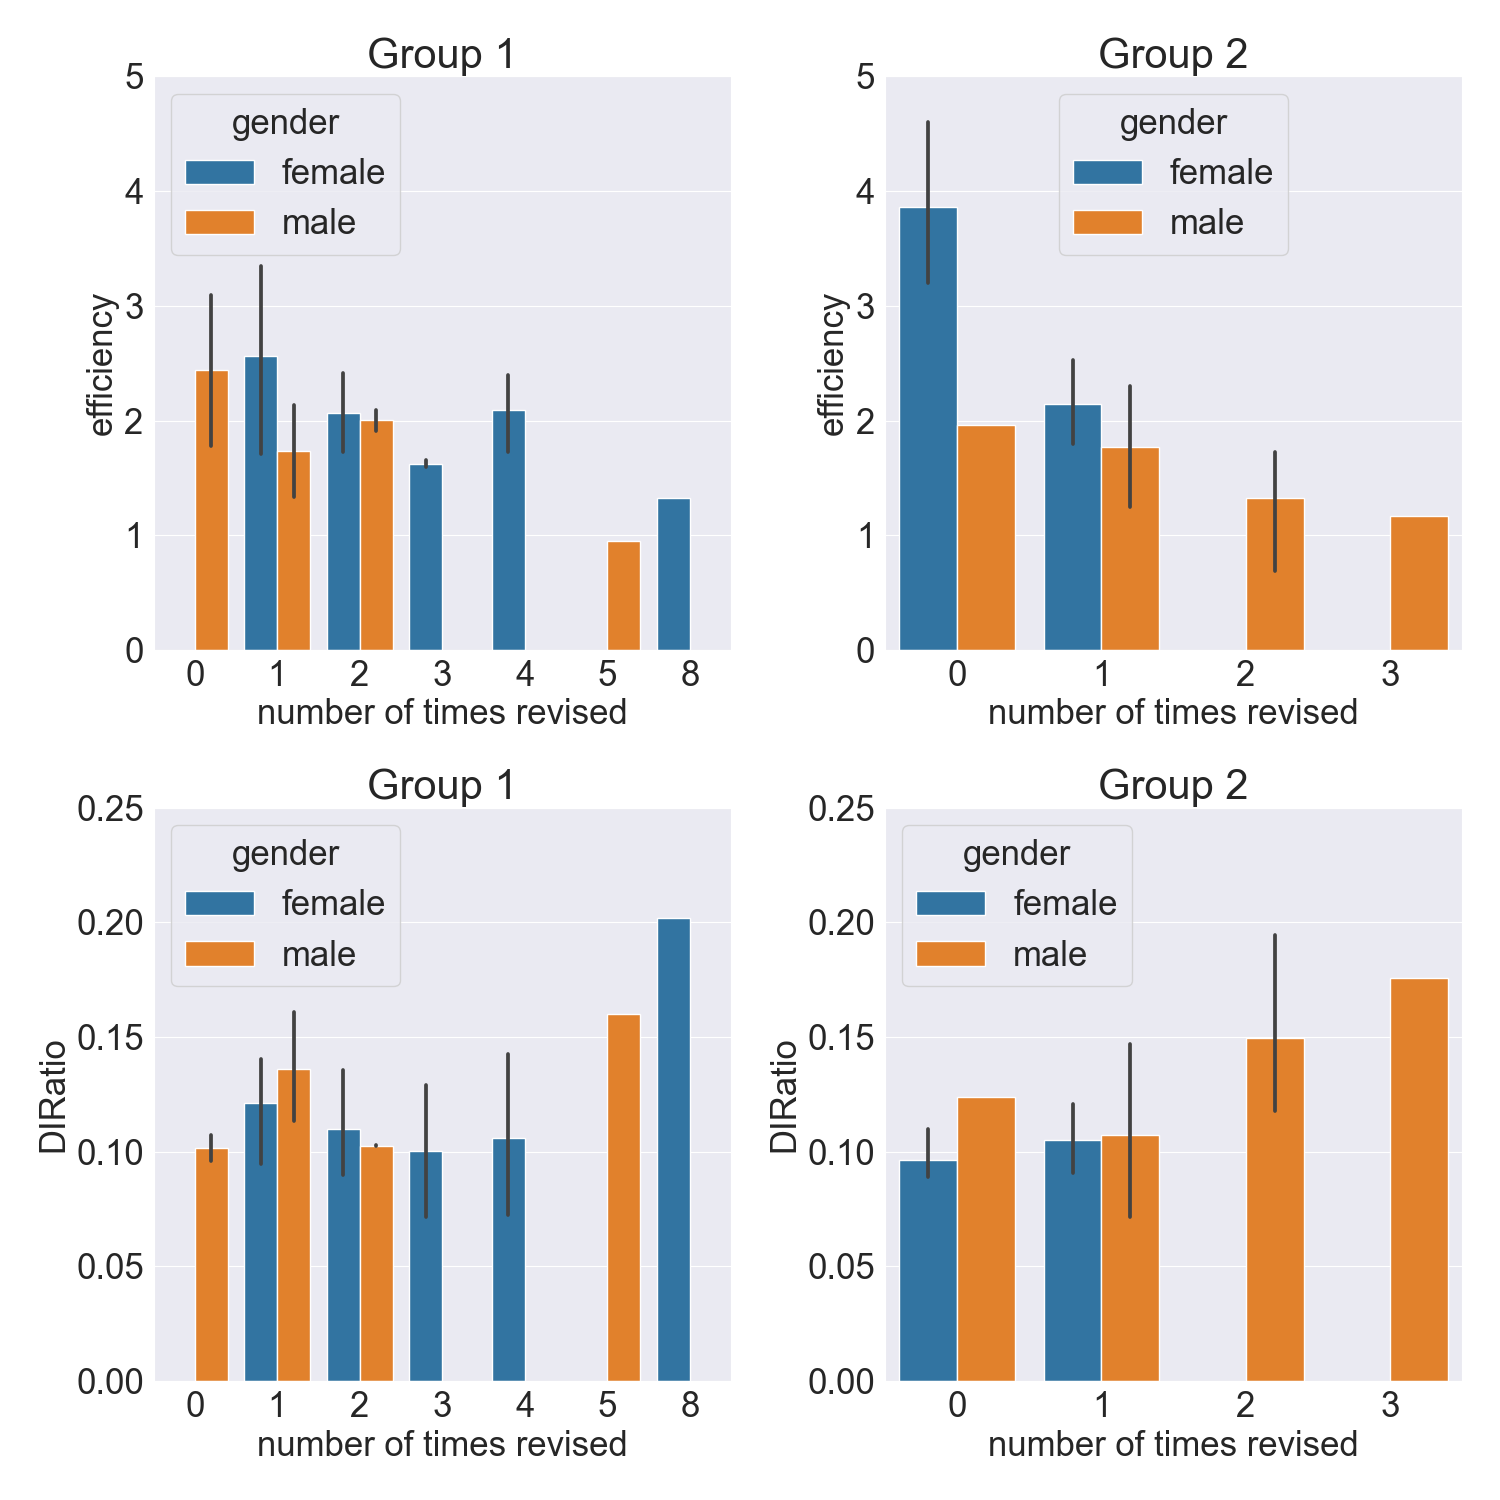 Group 1
5
4
3
2
1
0
efficiency
gender
female
male
0 1 2 3 4 5 8
number of times revised
Group 2
5
4
3
2
1
0
efficiency
gender
female
male
0 1 2 3
number of times revised
Group 1
0.25
0.20
0.15
0.10
0.05
0.00
DIRatio
gender
female
male
0 1 2 3 4 5 8
number of times revised
Group 2
0.25
0.20
0.15
0.10
0.05
0.00
DIRatio
gender
female
male
0 1 2 3
number of times revised